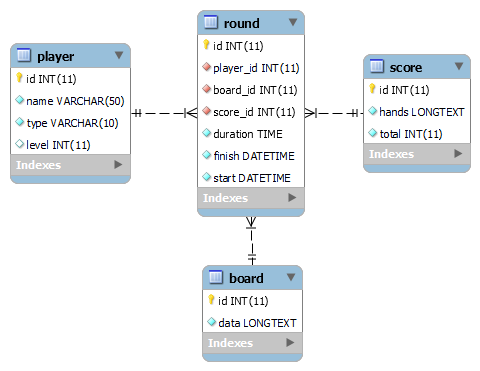 player
id INT(11)
name VARCHAR(50)
type VARCHAR(10)
level INT(11)
Indexes
round
id INT(11)
player_id INT(11)
board_id INT(11)
score_id INT(11)
duration TIME
finish DATETIME
start DATETIME
Indexes
score
id INT(11)
hands LONGTEXT
total INT(11)
Indexes
board
id INT(11)
data LONGTEXT
Indexes